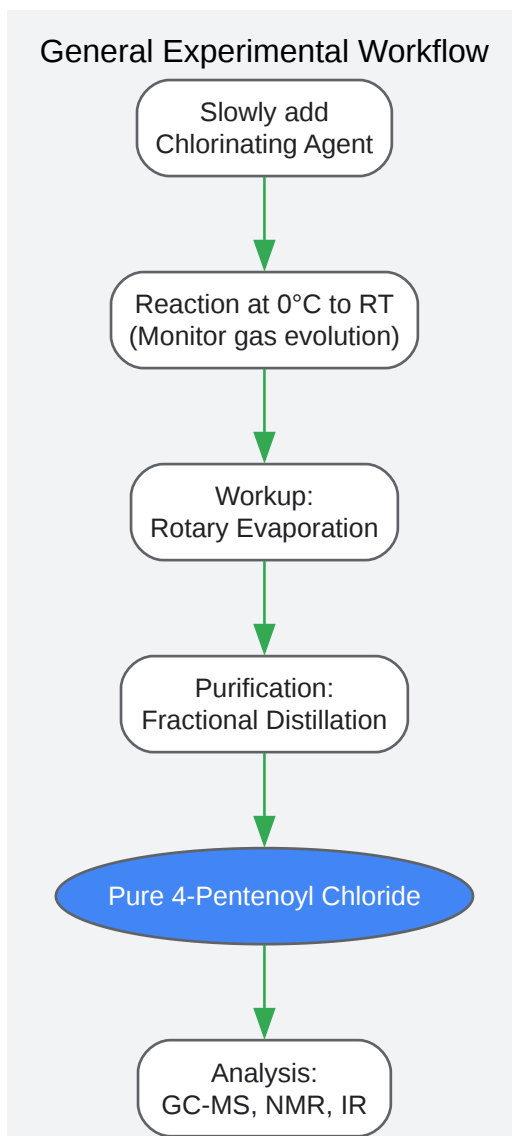 General Experimental Workflow
Slowly add
Chlorinating Agent
Reaction at 0°C to RT
(Monitor gas evolution)
Workup:
Rotary Evaporation
Purification:
Fractional Distillation
Pure 4-Pentenoyl Chloride
Analysis:
GC-MS, NMR, IR